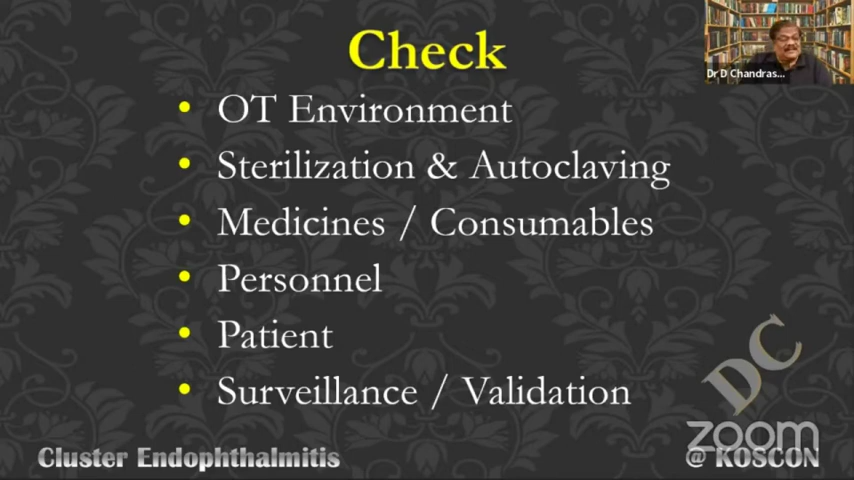 Check
Dr D Chandras...
• OT Environment
• Sterilization & Autoclaving
• Medicines / Consumables
• Personnel
• Patient
• Surveillance / Validation
DC
zoom
Cluster Endophthalmitis
@ KOSCON